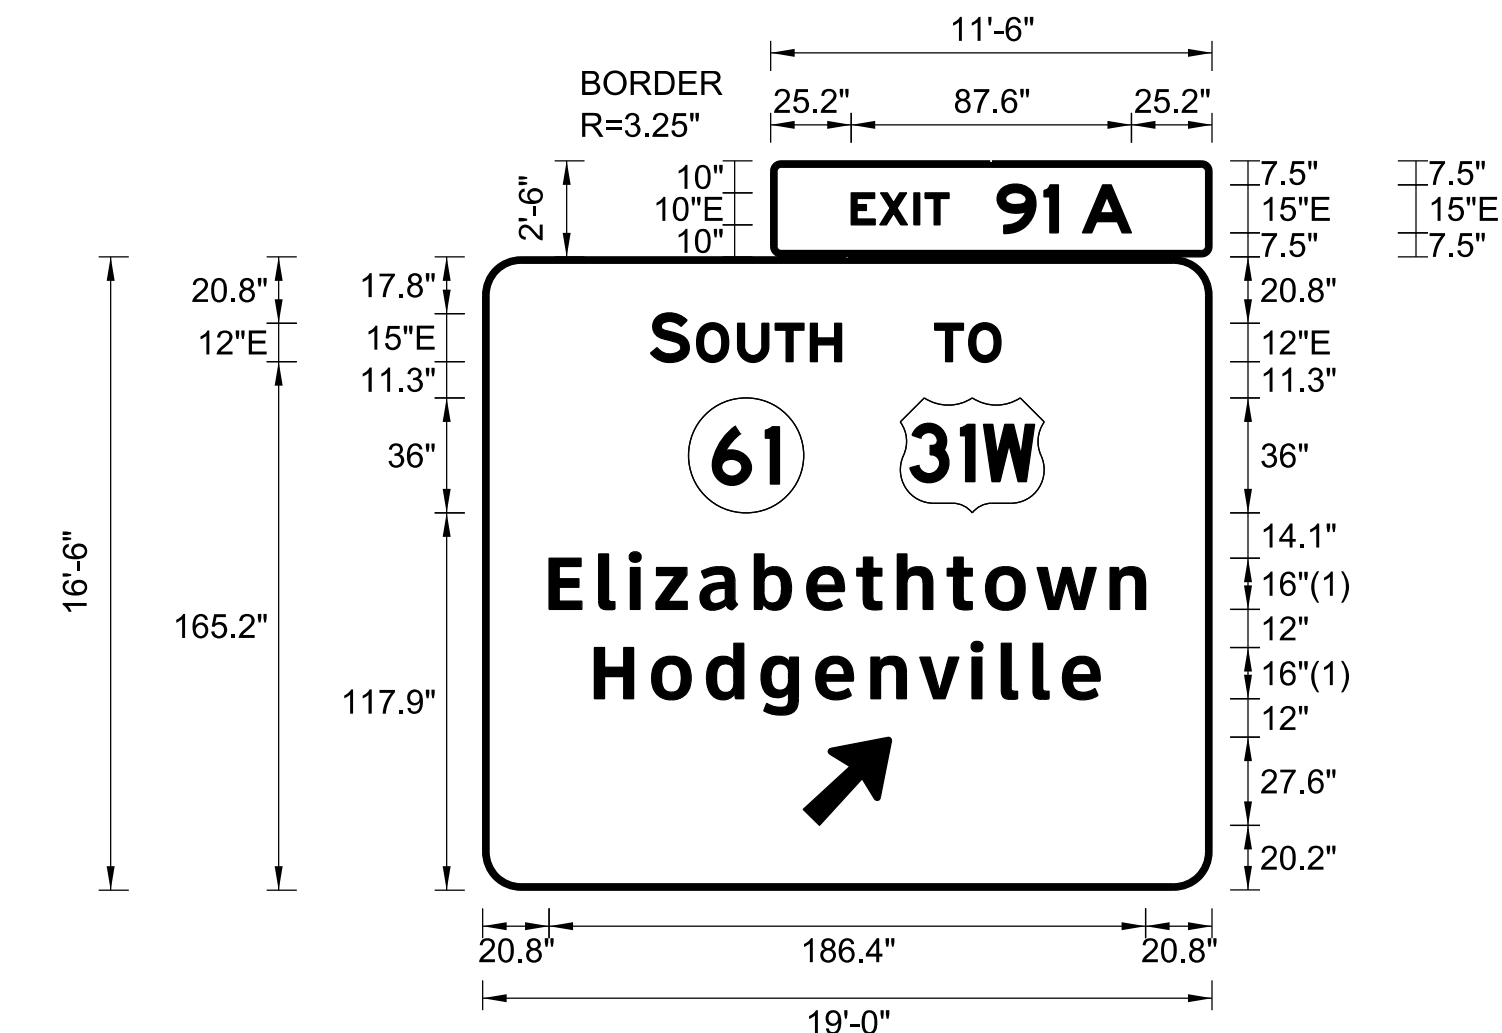 11'-6"
BORDER
R=3.25"
25.2" 87.6" 25.2"
2'-6"
10"
10"E
10"
EXIT 91 A
7.5"
15"E
7.5"
7.5"
15"E
7.5"
16'-6"
20.8"
12"E
165.2"
17.8"
15"E
11.3"
36"
117.9"
SOUTH TO
61 31W
Elizabethtown
Hodgenville
20.8"
12"E
11.3"
36"
14.1"
16"(1)
12"
16"(1)
12"
27.6"
20.2"
20.8" 186.4" 20.8"
19'-0"